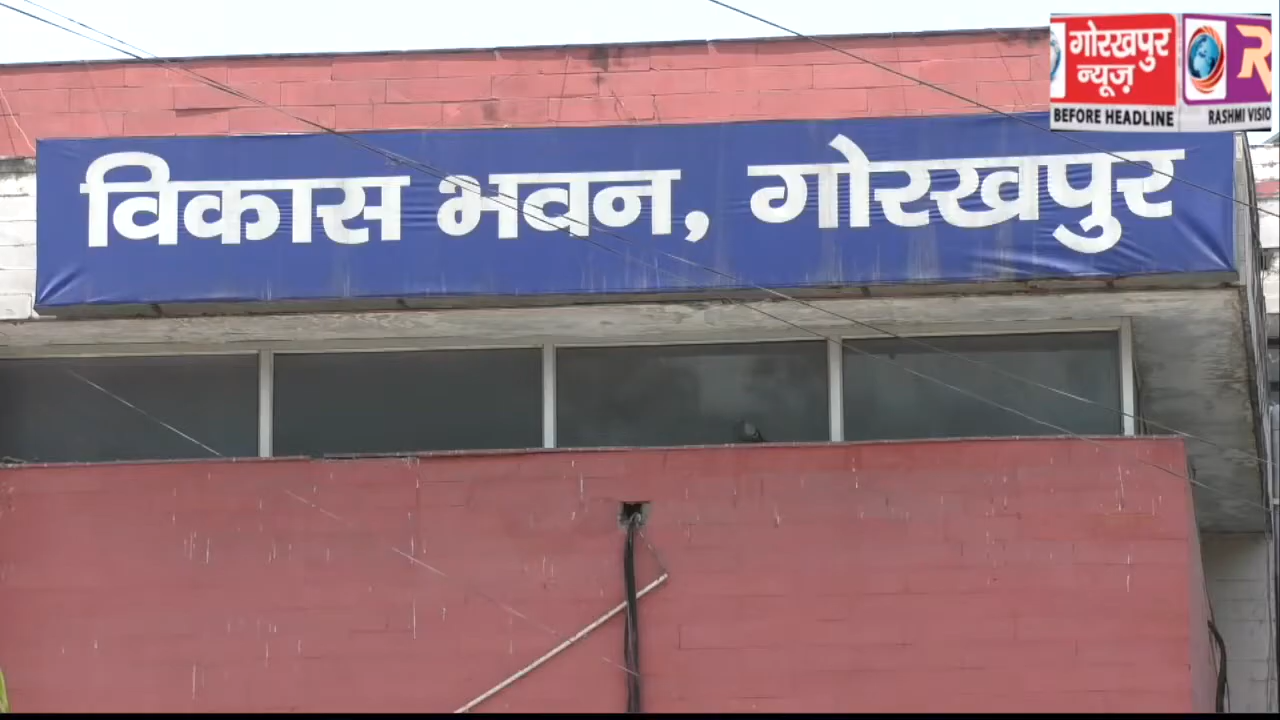 विकास भवन, गोरखपुर
गोरखपुर
न्यूज़
BEFORE HEADLINE
R
RASHMI VISIO